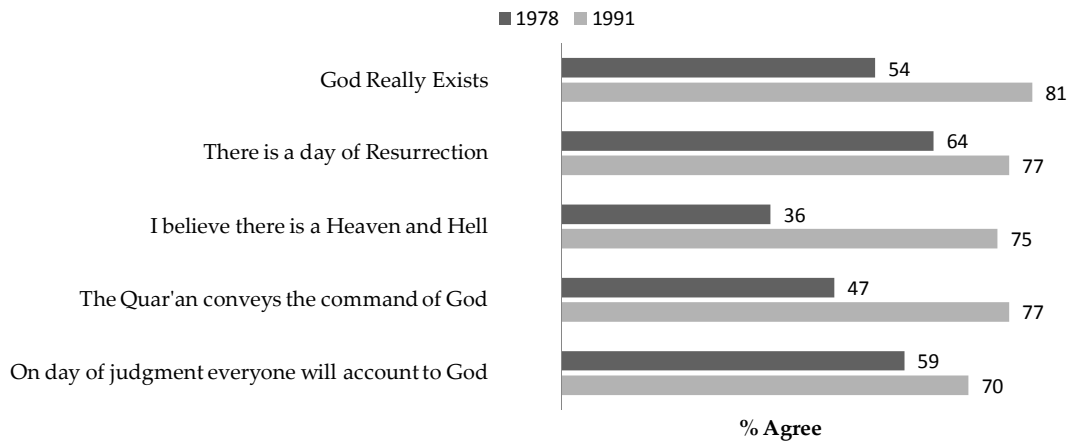 1978 1991
God Really Exists
54
81
There is a day of Resurrection
64
77
I believe there is a Heaven and Hell
36
75
The Quar'an conveys the command of God
47
77
On day of judgment everyone will account to God
59
70
% Agree